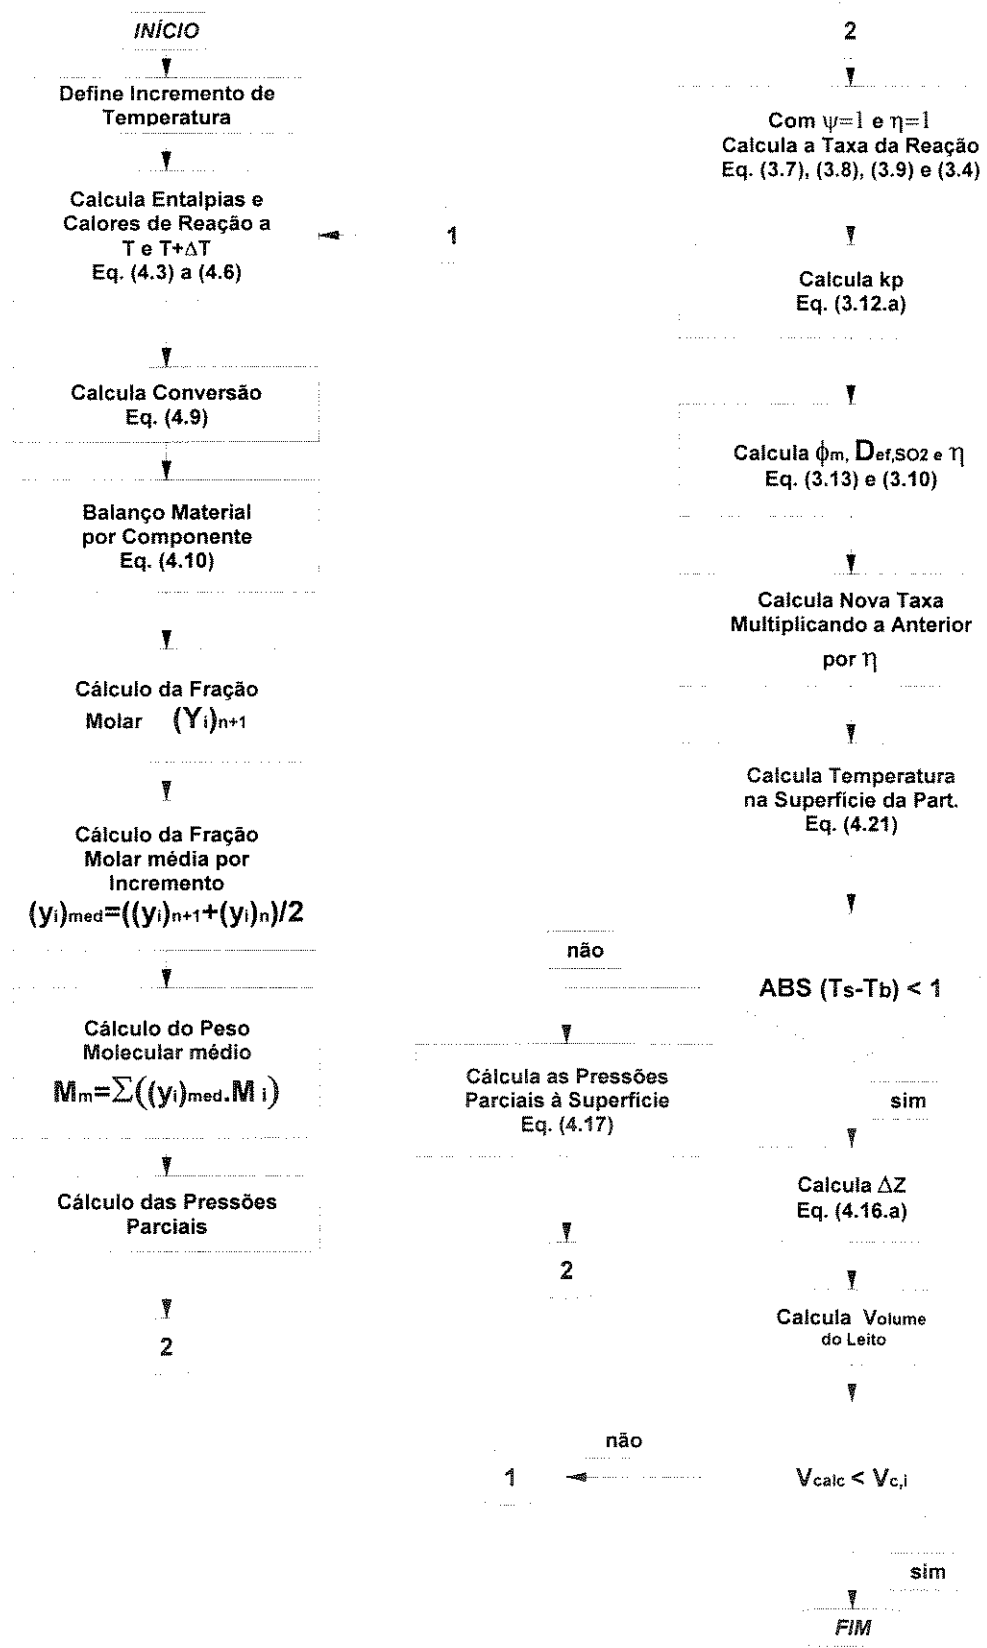 INÍCIO
Define Incremento de
Temperatura
Calcula Entalpias e
Calores de Reação a
T e T+ΔT
Eq. (4.3) a (4.6)
1
Calcula Conversão
Eq. (4.9)
Balanço Material
por Componente
Eq. (4.10)
Cálculo da Fração
Molar (Yi)n+1
Cálculo da Fração
Molar média por
Incremento
(yi)med=((yi)n+1+(yi)n)/2
Cálculo do Peso
Molecular médio
Mm=Σ((yi)med.M i)
Cálculo das Pressões
Parciais
2
2
Com ψ=1 e η=1
Calcula a Taxa da Reação
Eq. (3.7), (3.8), (3.9) e (3.4)
Calcula kp
Eq. (3.12.a)
Calcula ϕm, Def,SO2 e η
Eq. (3.13) e (3.10)
Calcula Nova Taxa
Multiplicando a Anterior
por η
Calcula Temperatura
na Superfície da Part.
Eq. (4.21)
não
ABS (Ts-Tb) < 1
Cálcula as Pressões
Parciais à Superfície
Eq. (4.17)
2
sim
Calcula ΔZ
Eq. (4.16.a)
Calcula Volume
do Leito
não
1
Vcalc < Vc,i
sim
FIM